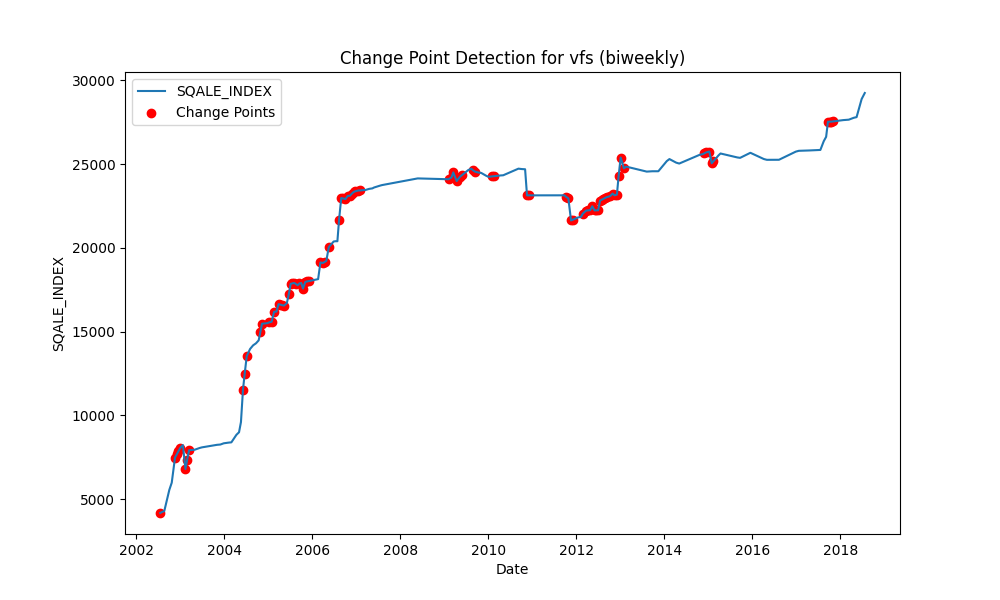 Change Point Detection for vfs (biweekly)
SQALE_INDEX
Change Points
30000
25000
20000
15000
10000
5000
SQALE_INDEX
2002 2004 2006 2008 2010 2012 2014 2016 2018
Date